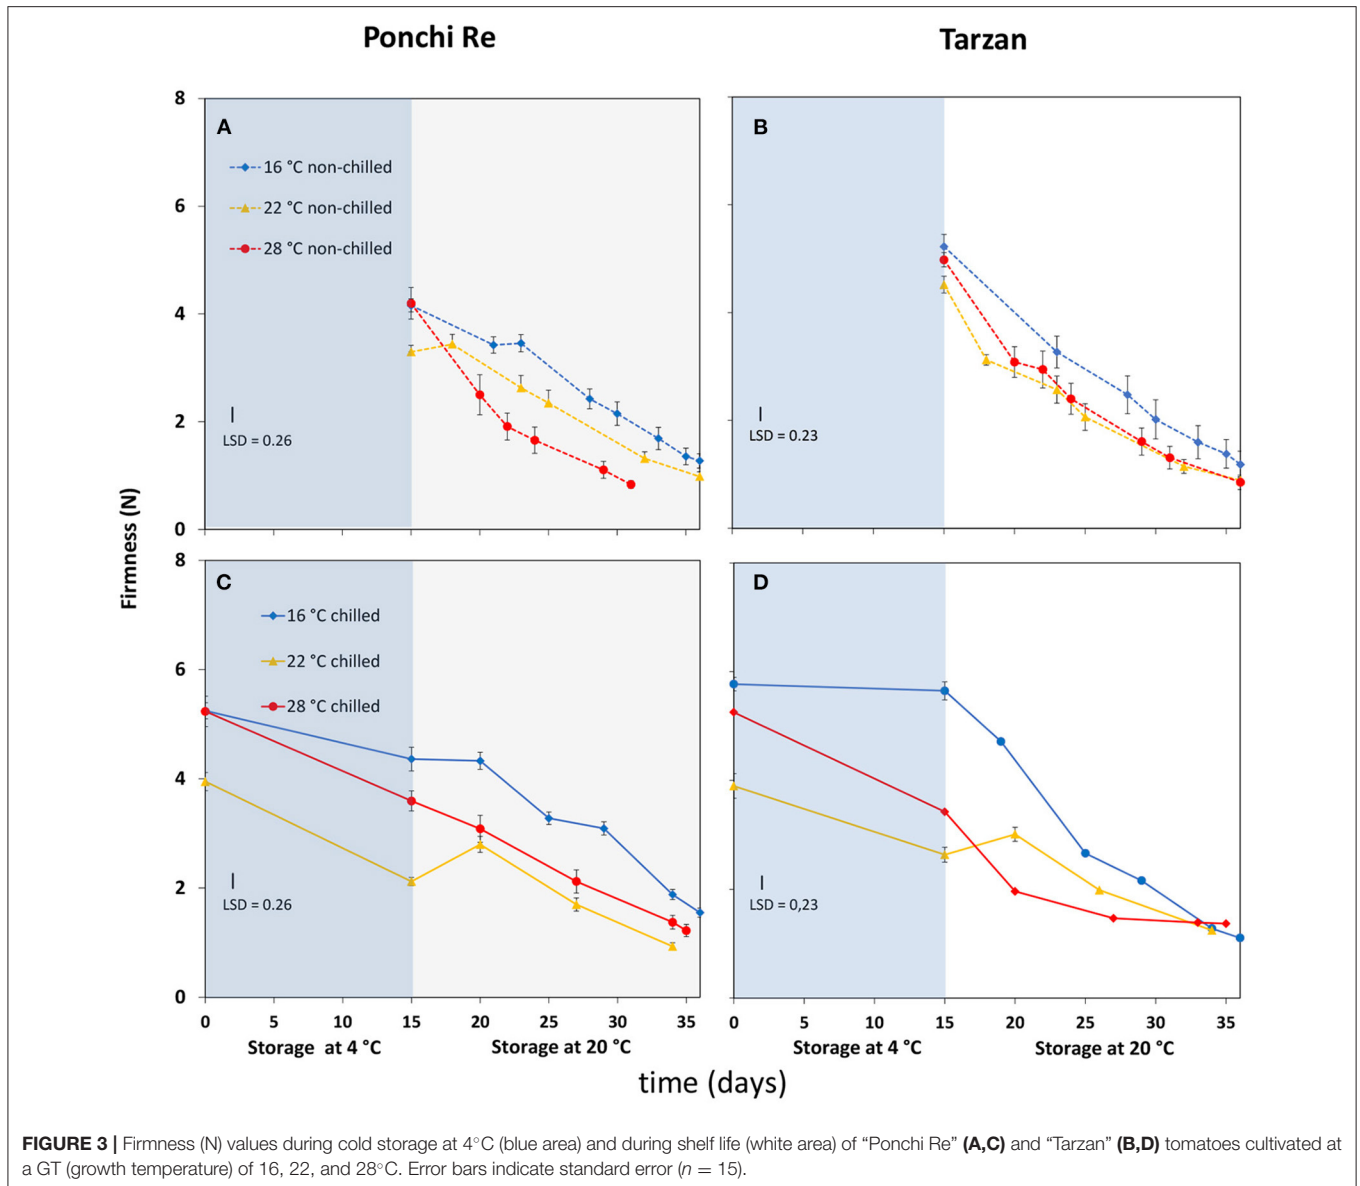 Ponchi Re
Tarzan
8
A
B
16 °C non-chilled
6
22 °C non-chilled
28 °C non-chilled
4
2
LSD = 0.26
LSD = 0.23
0
Firmness (N)
8
C
D
16 °C chilled
6
22 °C chilled
28 °C chilled
4
2
LSD = 0.26
LSD = 0,23
0
0 5 10 15 20 25 30 35
0 5 10 15 20 25 30 35
Storage at 4 °C
Storage at 20 °C
Storage at 4 °C
Storage at 20 °C
time (days)
FIGURE 3 | Firmness (N) values during cold storage at 4°C (blue area) and during shelf life (white area) of “Ponchi Re” (A,C) and “Tarzan” (B,D) tomatoes cultivated at
a GT (growth temperature) of 16, 22, and 28°C. Error bars indicate standard error (n = 15).